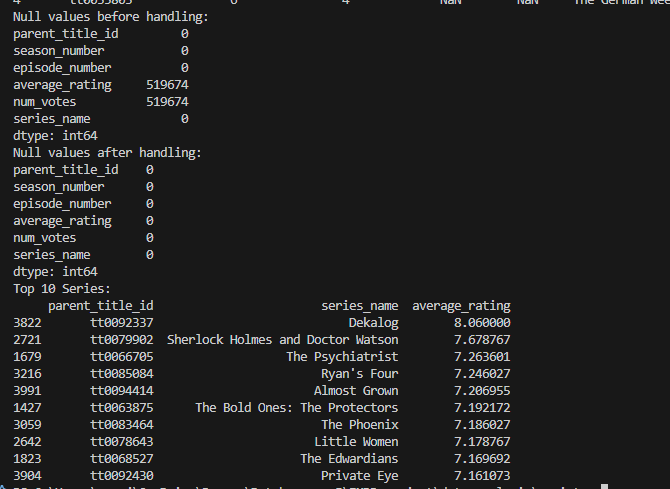 4 tt0055803 0 4 NaN NaN The German Wee
Null values before handling:
parent_title_id 0
season_number 0
episode_number 0
average_rating 519674
num_votes 519674
series_name 0
dtype: int64
Null values after handling:
parent_title_id 0
season_number 0
episode_number 0
average_rating 0
num_votes 0
series_name 0
dtype: int64
Top 10 Series:
parent_title_id series_name average_rating
3822 tt0092337 Dekalog 8.060000
2721 tt0079902 Sherlock Holmes and Doctor Watson 7.678767
1679 tt0066705 The Psychiatrist 7.263601
3216 tt0085084 Ryan's Four 7.246027
3991 tt0094414 Almost Grown 7.206955
1427 tt0063875 The Bold Ones: The Protectors 7.192172
3059 tt0083464 The Phoenix 7.186027
2642 tt0078643 Little Women 7.178767
1823 tt0068527 The Edwardians 7.169692
3904 tt0092430 Private Eye 7.161073